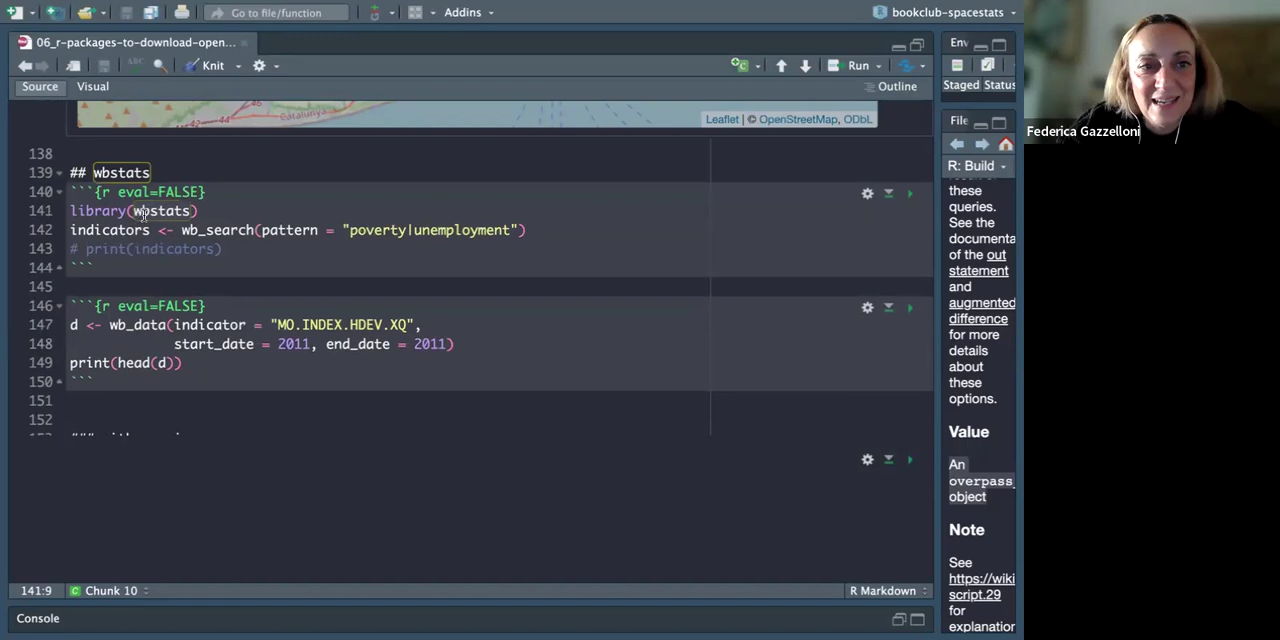 Go to file/function
Addins
bookclub-spacestats
06_r-packages-to-download-open...
ABC
Knit
Run
Source
Visual
Outline
Catalunya
Leaflet | © OpenStreetMap, ODbL
138
139 ## wbstats
140 ```{r eval=FALSE}
141 library(wbstats)
142 indicators <- wb_search(pattern = "poverty|unemployment")
143 # print(indicators)
144 ```
145
146 ```{r eval=FALSE}
147 d <- wb_data(indicator = "MO.INDEX.HDEV.XQ",
148 start_date = 2011, end_date = 2011)
149 print(head(d))
150 ```
151
152
141:9
Chunk 10
R Markdown
Console
Env
Staged Status
File
R: Build
these
queries.
See the
documenta
of the out
statement
and
augmented
difference
for more
details
about
these
options.
Value
An
overpass_
object
Note
See
https://wiki
script.29
for
explanation
Federica Gazzelloni